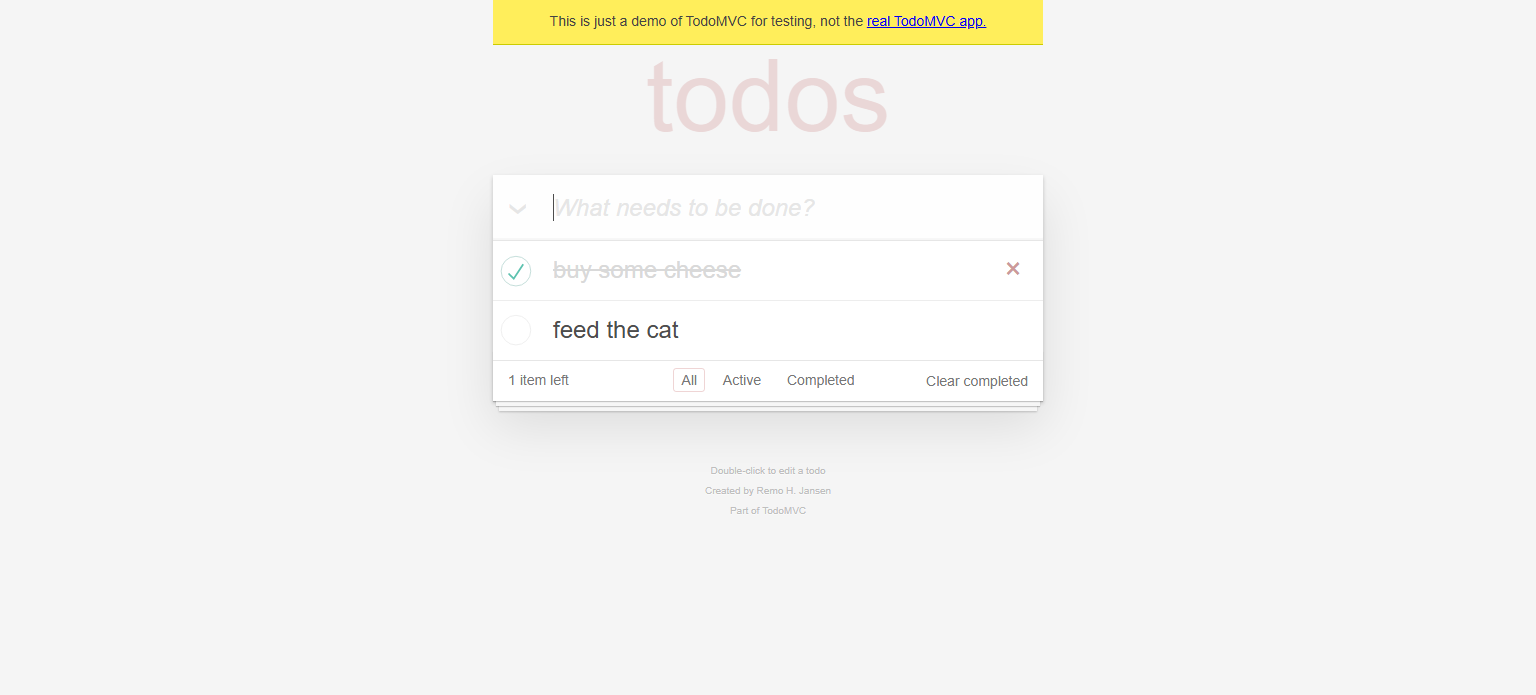 This is just a demo of TodoMVC for testing, not the real TodoMVC app.
todos
What needs to be done?
buy some cheese
feed the cat
1 item left All Active Completed Clear completed
Double-click to edit a todo
Created by Remo H. Jansen
Part of TodoMVC